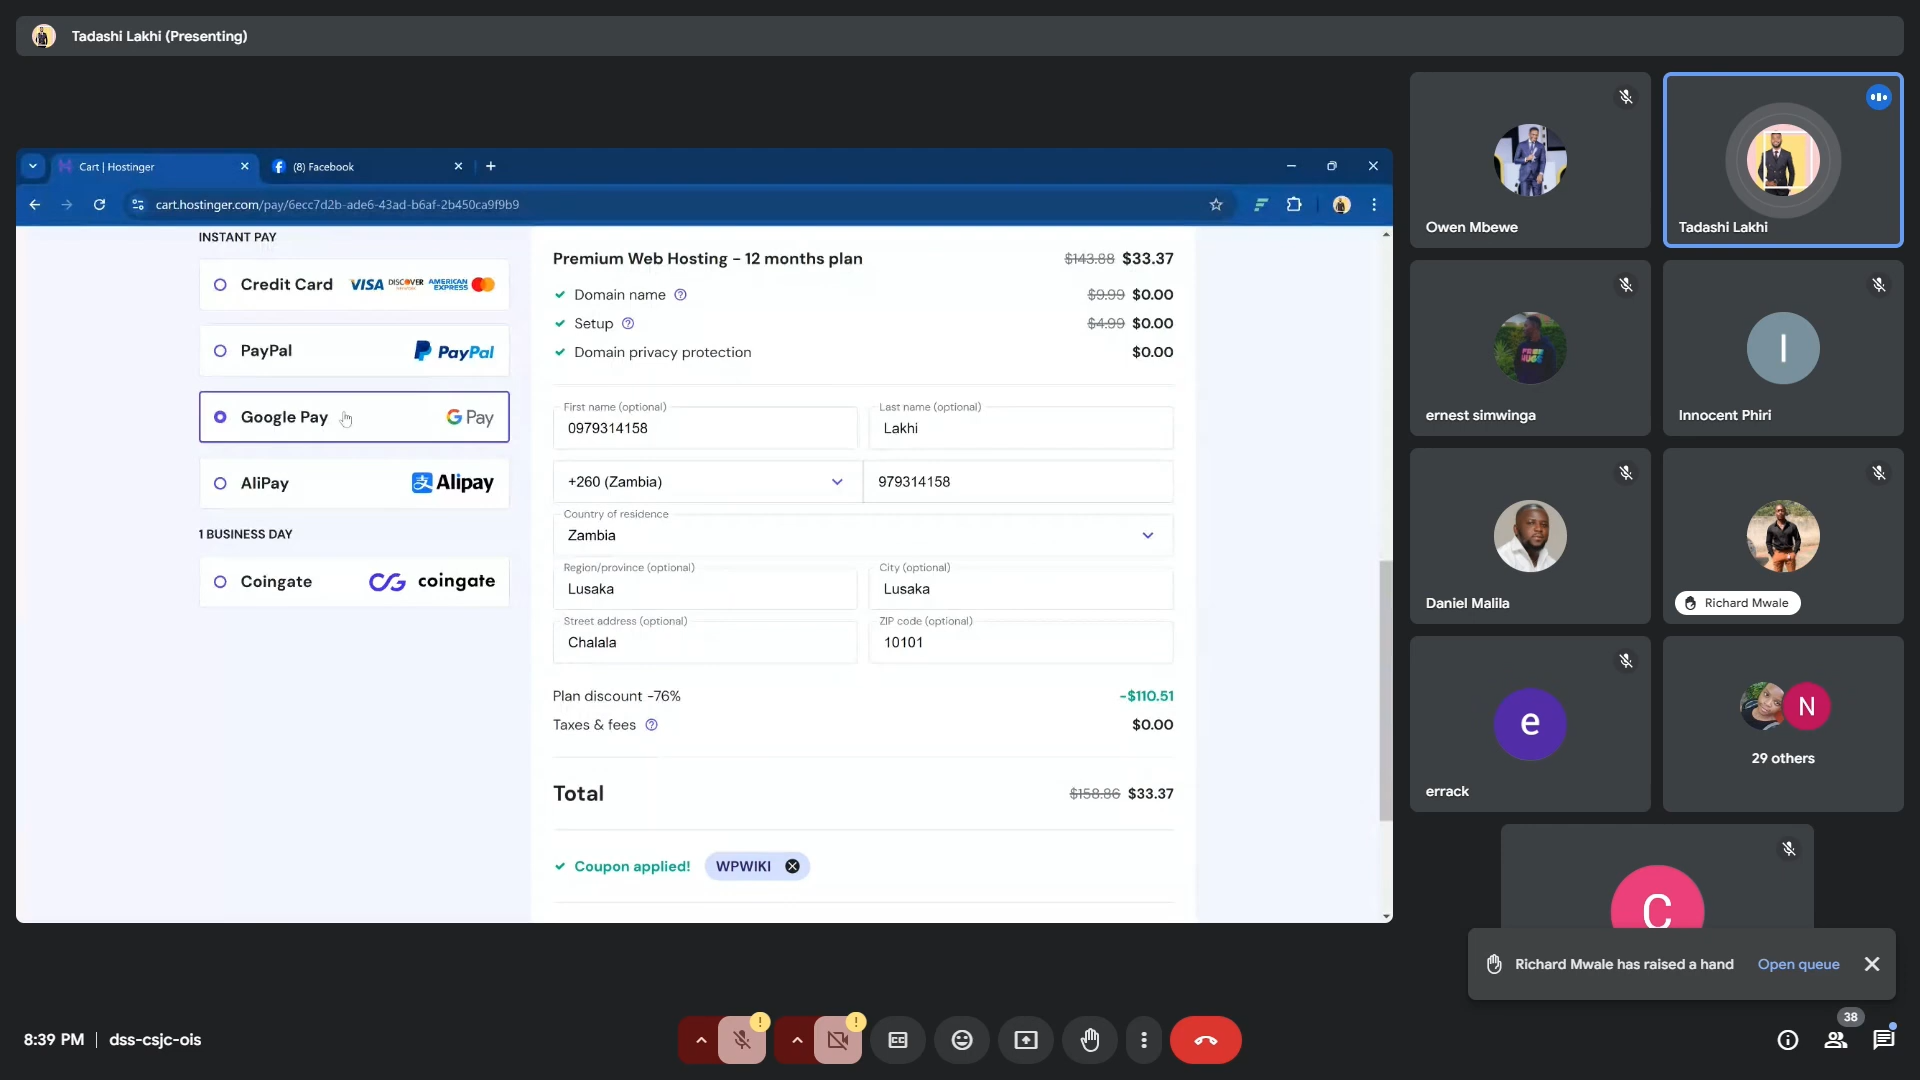 Tadashi Lakhi (Presenting)
Cart | Hostinger
(8) Facebook
cart.hostinger.com/pay/6ecc7d2b-ade6-43ad-b6af-2b450ca9f9b9
INSTANT PAY
Credit Card VISA DISCOVER AMERICAN EXPRESS
PayPal PayPal
Google Pay G Pay
AliPay 支 Alipay
1 BUSINESS DAY
Coingate CG coingate
Premium Web Hosting - 12 months plan $143.88 $33.37
Domain name $9.99 $0.00
Setup $4.99 $0.00
Domain privacy protection $0.00
First name (optional) Last name (optional)
0979314158 Lakhi
+260 (Zambia) 979314158
Country of residence
Zambia
Region/province (optional) City (optional)
Lusaka Lusaka
Street address (optional) ZIP code (optional)
Chalala 10101
Plan discount -76% -$110.51
Taxes & fees $0.00
Total $158.86 $33.37
Coupon applied! WPWIKI
Owen Mbewe
Tadashi Lakhi
ernest simwinga
I
Innocent Phiri
Daniel Malila
Richard Mwale
e
errack
N
29 others
C
Richard Mwale has raised a hand Open queue
8:39 PM | dss-csjc-ois
38